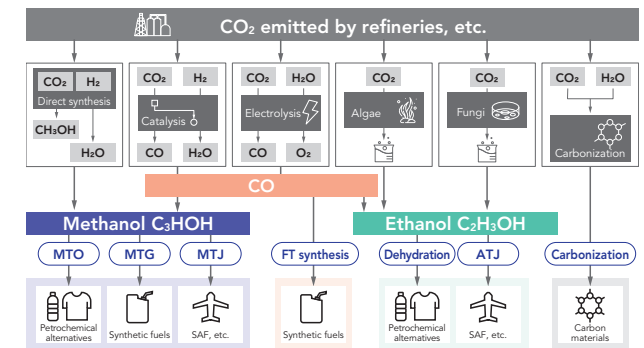 CO₂ emitted by refineries, etc.
CO₂ H₂
Direct synthesis
CH₃OH
H₂O
CO₂ H₂
Catalysis
CO H₂O
CO₂ H₂O
Electrolysis
CO O₂
CO₂
Algae
CO₂
Fungi
CO₂ H₂O
Carbonization
CO
Methanol C₃HOH
Ethanol C₂H₃OH
MTO MTG MTJ FT synthesis Dehydration ATJ Carbonization
Petrochemical
alternatives
Synthetic fuels
SAF, etc.
Synthetic fuels
Petrochemical
alternatives
SAF, etc.
Carbon
materials